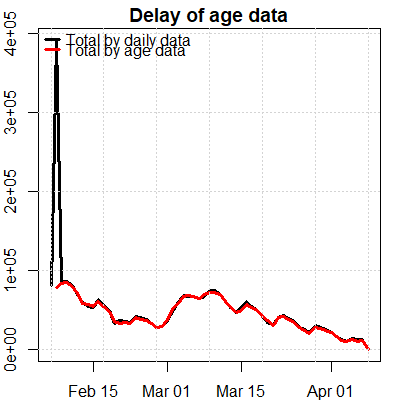 Delay of age data
Total by daily data
Total by age data
4e+05
3e+05
2e+05
1e+05
0e+00
Feb 15 Mar 01 Mar 15 Apr 01